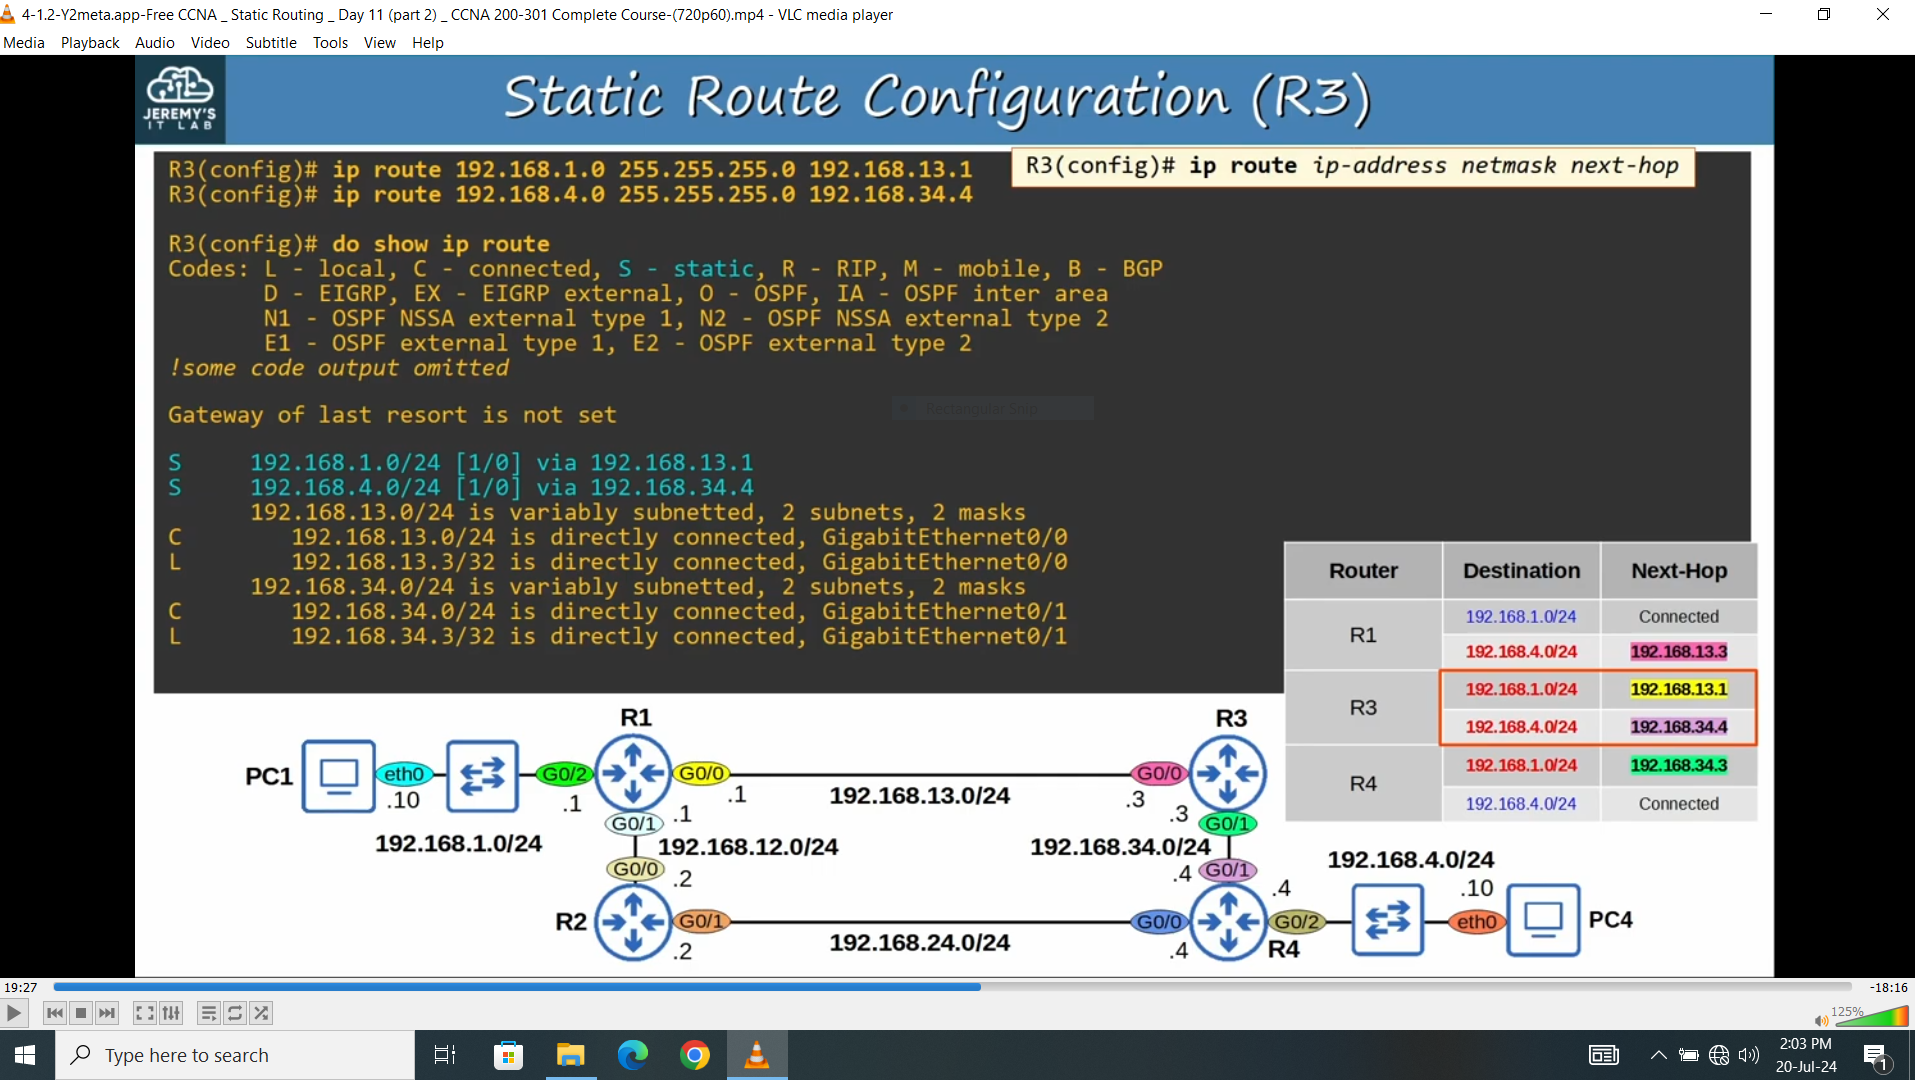 4-1.2-Y2meta.app-Free CCNA _ Static Routing _ Day 11 (part 2) _ CCNA 200-301 Complete Course-(720p60).mp4 - VLC media player
Media Playback Audio Video Subtitle Tools View Help
JEREMY'S
IT LAB
Static Route Configuration (R3)
R3(config)# ip route 192.168.1.0 255.255.255.0 192.168.13.1
R3(config)# ip route 192.168.4.0 255.255.255.0 192.168.34.4
R3(config)# ip route ip-address netmask next-hop
R3(config)# do show ip route
Codes: L - local, C - connected, S - static, R - RIP, M - mobile, B - BGP
D - EIGRP, EX - EIGRP external, O - OSPF, IA - OSPF inter area
N1 - OSPF NSSA external type 1, N2 - OSPF NSSA external type 2
E1 - OSPF external type 1, E2 - OSPF external type 2
!some code output omitted
Rectangular Snip
Gateway of last resort is not set
S 192.168.1.0/24 [1/0] via 192.168.13.1
S 192.168.4.0/24 [1/0] via 192.168.34.4
192.168.13.0/24 is variably subnetted, 2 subnets, 2 masks
C 192.168.13.0/24 is directly connected, GigabitEthernet0/0
L 192.168.13.3/32 is directly connected, GigabitEthernet0/0
192.168.34.0/24 is variably subnetted, 2 subnets, 2 masks
C 192.168.34.0/24 is directly connected, GigabitEthernet0/1
L 192.168.34.3/32 is directly connected, GigabitEthernet0/1
Router Destination Next-Hop
R1 192.168.1.0/24 Connected
192.168.4.0/24 192.168.13.3
R3 192.168.1.0/24 192.168.13.1
192.168.4.0/24 192.168.34.4
R4 192.168.1.0/24 192.168.34.3
192.168.4.0/24 Connected
R1 R3
PC1 eth0 G0/2 G0/0 G0/0
.10 .1 .1 192.168.13.0/24 .3
.1 .3
G0/1 G0/1
192.168.1.0/24 192.168.12.0/24 192.168.34.0/24 192.168.4.0/24
G0/0 .2 .4 G0/1 .4 .10
R2 G0/1 G0/0 G0/2 eth0 PC4
.2 192.168.24.0/24 .4 R4
19:27 -18:16
125%
Type here to search
2:03 PM
20-Jul-24
1